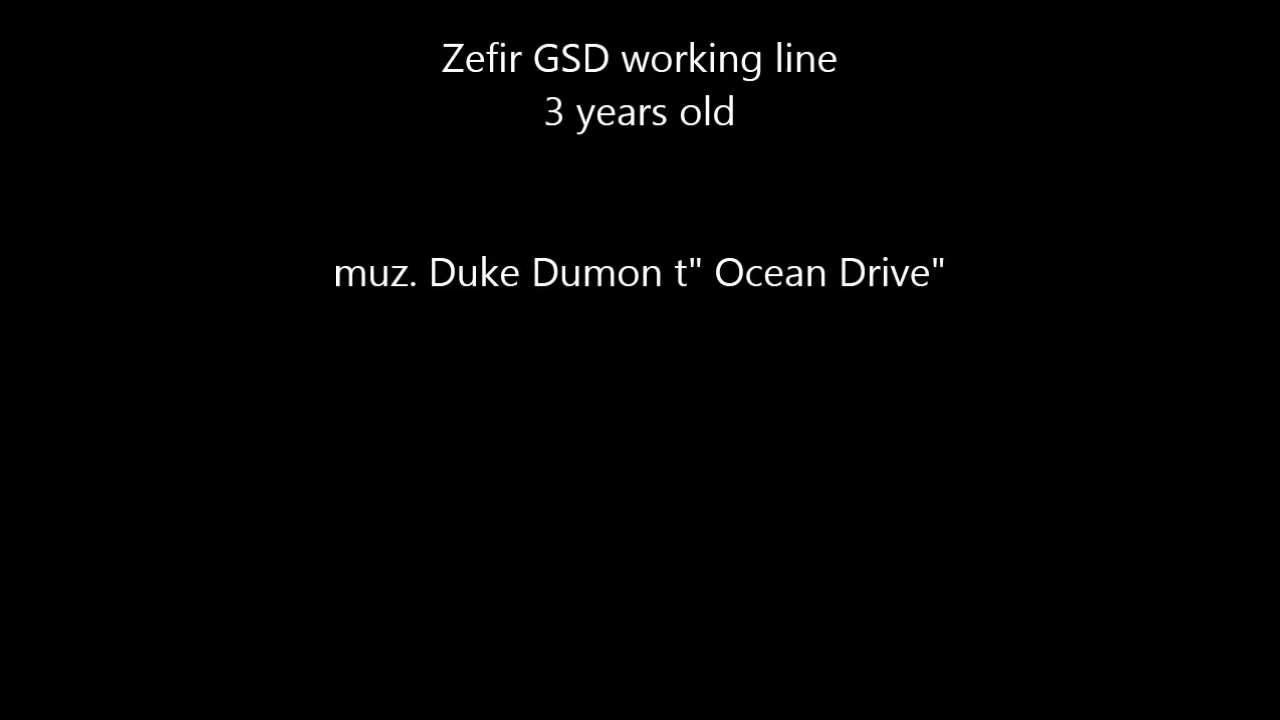 Zefir GSD working line
3 years old
muz. Duke Dumon t" Ocean Drive"